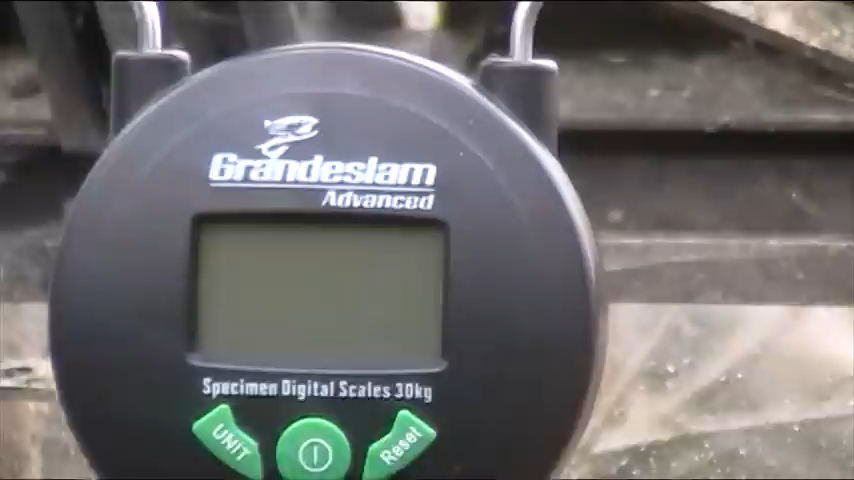 Grandeslam
Advanced
Specimen Digital Scales 30kg
UNIT
Reset